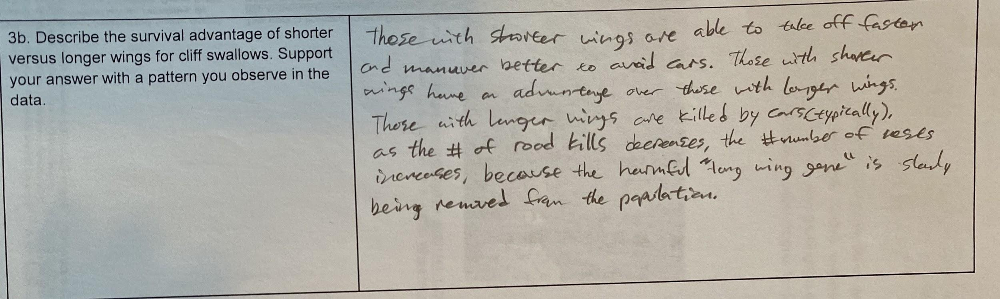 3b. Describe the survival advantage of shorter
versus longer wings for cliff swallows. Support
your answer with a pattern you observe in the
data.
Those with shorter wings are able to take off faster
and manuver better to avoid cars. Those with shorter
wings have an advantage over those with longer wings.
Those with longer wings are killed by cars (typically),
as the # of road kills decreases, the # number of
increases, because the harmful "long wing gene" is slowly
being removed from the population.